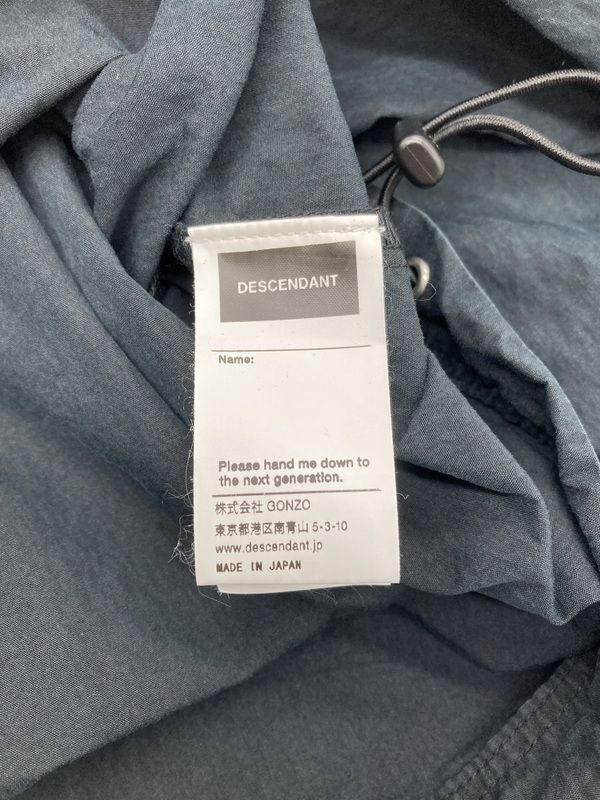 DESCENDANT
Name:
Please hand me down to
the next generation.
株式会社 GONZO
東京都港区南青山 5-3-10
www.descendant.jp
MADE IN JAPAN